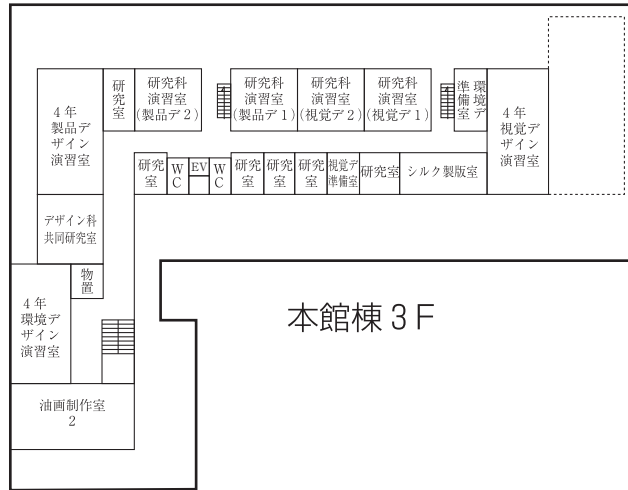 研究室
研究科
演習室
(製品デ2)
研究科
演習室
(製品デ1)
研究科
演習室
(視覚デ2)
研究科
演習室
(視覚デ1)
環境デ
準備室
4年
製品デ
ザイン
演習室
4年
視覚デ
ザイン
演習室
研究
室
WC
EV
WC
研究
室
研究
室
研究
室
視覚デ
準備室
研究室
シルク製版室
デザイン科
共同研究室
物置
4年
環境デ
ザイン
演習室
本館棟3F
油画制作室
2